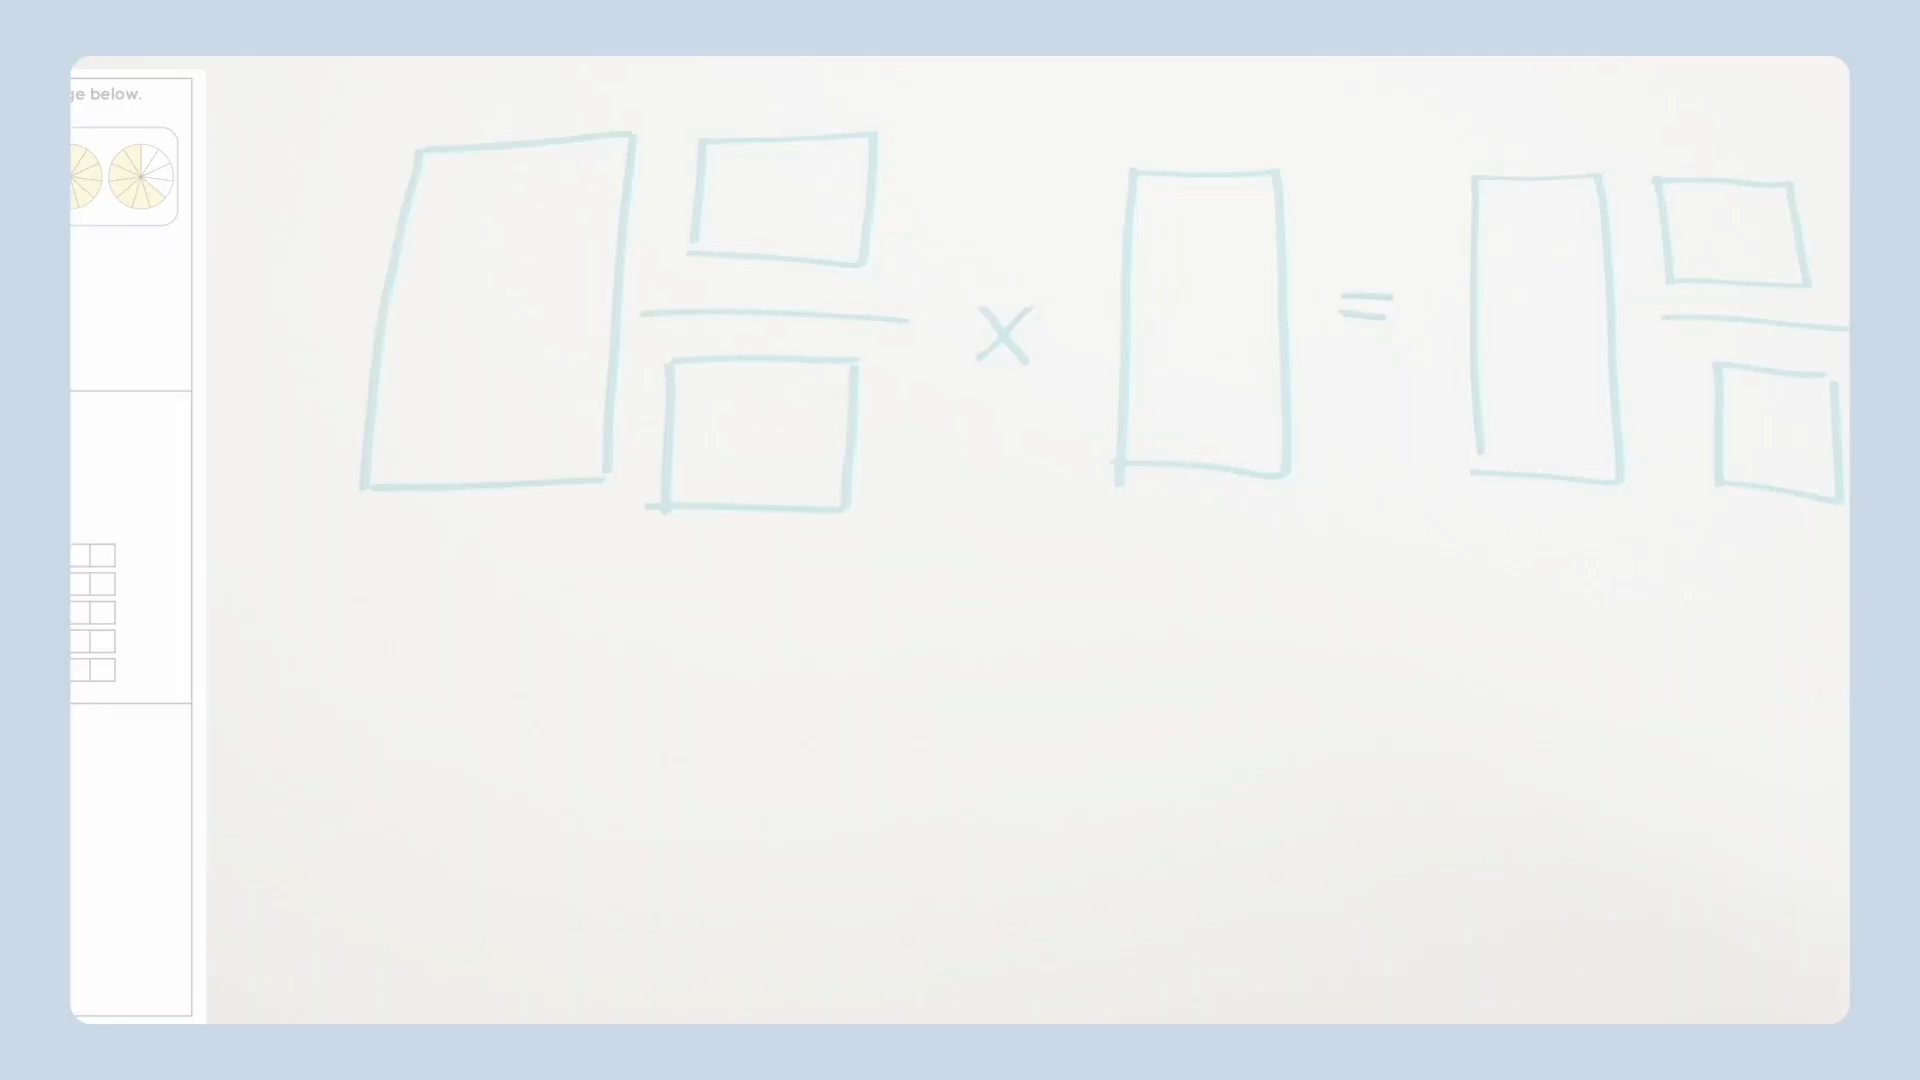 ge below.
x =